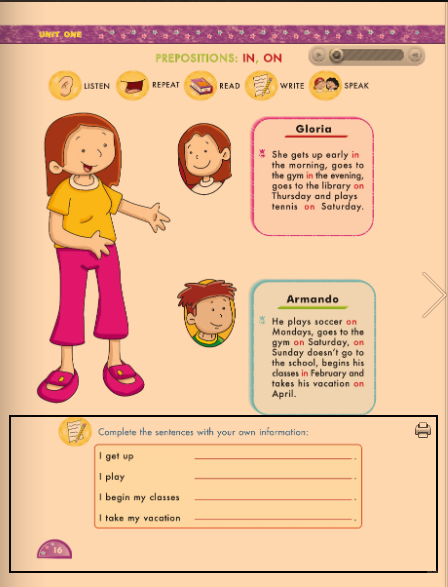 UNIT ONE
PREPOSITIONS: IN, ON
LISTEN
REPEAT
READ
WRITE
SPEAK
Gloria
She gets up early in
the morning, goes to
the gym in the evening,
goes to the library on
Thursday and plays
tennis on Saturday.
Armando
He plays soccer on
Mondays, goes to the
gym on Saturday, on
Sunday doesn't go to
the school, begins his
classes in February and
takes his vacation on
April.
Complete the sentences with your own information:
I get up ______________.
I play ______________.
I begin my classes ______________.
I take my vacation ______________.
16